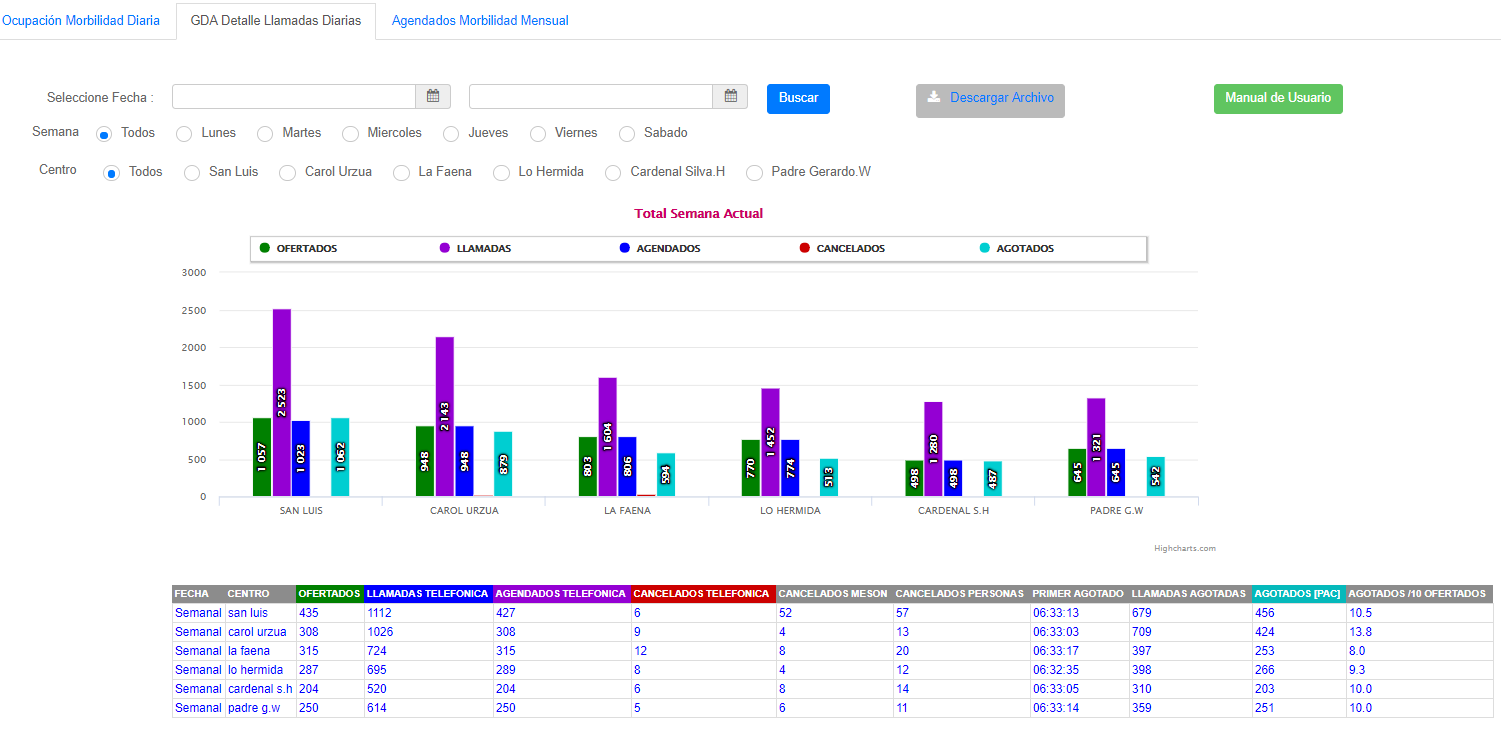 Ocupación Morbilidad Diaria GDA Detalle Llamadas Diarias Agendados Morbilidad Mensual
Seleccione Fecha : Buscar Descargar Archivo Manual de Usuario
Semana Todos Lunes Martes Miercoles Jueves Viernes Sabado
Centro Todos San Luis Carol Urzua La Faena Lo Hermida Cardenal Silva.H Padre Gerardo.W
Total Semana Actual
OFERTADOS LLAMADAS AGENDADOS CANCELADOS AGOTADOS
3000
2500
2000
1500
1000
500
0
1 057 2 523 1 023 1 062
948 2 143 948 879
803 1 604 806 594
770 1 452 774 513
498 1 280 498 487
645 1 321 645 542
SAN LUIS CAROL URZUA LA FAENA LO HERMIDA CARDENAL S.H PADRE G.W
Highcharts.com
FECHA CENTRO OFERTADOS LLAMADAS TELEFONICA AGENDADOS TELEFONICA CANCELADOS TELEFONICA CANCELADOS MESON CANCELADOS PERSONAS PRIMER AGOTADO LLAMADAS AGOTADAS AGOTADOS [PAC] AGOTADOS /10 OFERTADOS
Semanal san luis 435 1112 427 6 52 57 06:33:13 679 456 10.5
Semanal carol urzua 308 1026 308 9 4 13 06:33:03 709 424 13.8
Semanal la faena 315 724 315 12 8 20 06:33:17 397 253 8.0
Semanal lo hermida 287 695 289 8 4 12 06:32:35 398 266 9.3
Semanal cardenal s.h 204 520 204 6 8 14 06:33:05 310 203 10.0
Semanal padre g.w 250 614 250 5 6 11 06:33:14 359 251 10.0